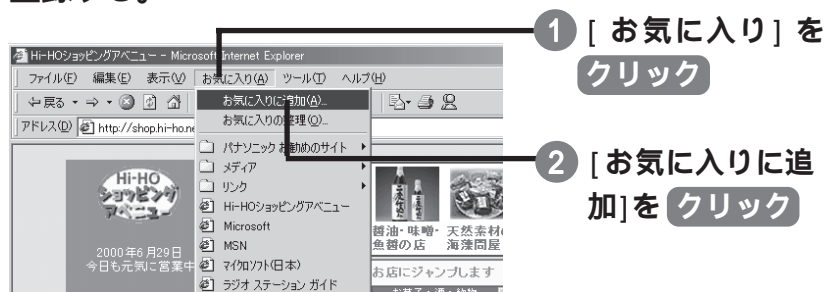 ① [ お気に入り] を
クリック
Hi-HOショッピングアベニュー - Microsoft Internet Explorer
ファイル(F) 編集(E) 表示(V) お気に入り(A) ツール(T) ヘルプ(H)
戻る
お気に入りに追加(A)...
お気に入りの整理(O)...
アドレス(D) http://shop.hi-ho.ne
パナソニックお勧めのサイト
メディア
リンク
Hi-HOショッピングアベニュー
Microsoft
MSN
マイクロソフト(日本)
ラジオ ステーション ガイド
Hi-HO
ショッピング
アベニュー
2000年6月29日
今日も元気に営業中
醤油・味噌・
魚醤の店
天然素材
海藻問屋
お店にジャンプします
② [お気に入りに追
加]を クリック